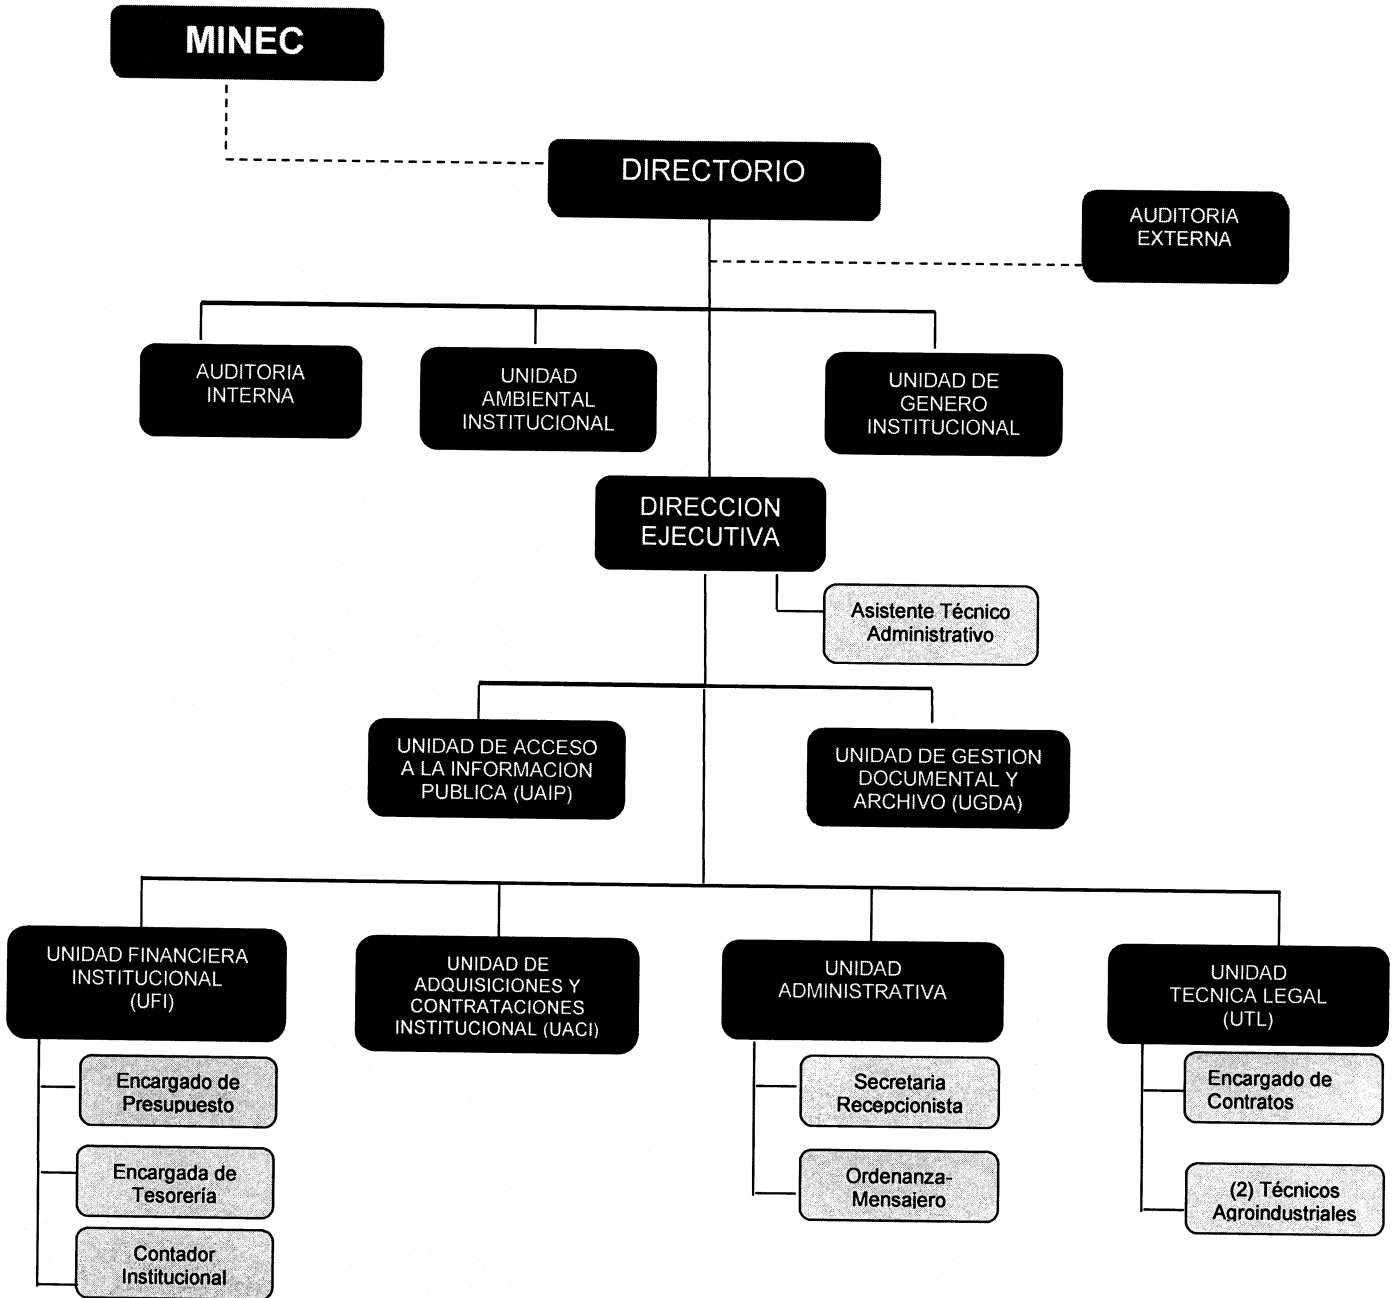 MINEC
DIRECTORIO
AUDITORIA
EXTERNA
AUDITORIA
INTERNA
UNIDAD
AMBIENTAL
INSTITUCIONAL
UNIDAD DE
GENERO
INSTITUCIONAL
DIRECCION
EJECUTIVA
Asistente Técnico
Administrativo
UNIDAD DE ACCESO
A LA INFORMACION
PUBLICA (UAIP)
UNIDAD DE GESTION
DOCUMENTAL Y
ARCHIVO (UGDA)
UNIDAD FINANCIERA
INSTITUCIONAL
(UFI)
UNIDAD DE
ADQUISICIONES Y
CONTRATACIONES
INSTITUCIONAL (UACI)
UNIDAD
ADMINISTRATIVA
UNIDAD
TECNICA LEGAL
(UTL)
Encargado de
Presupuesto
Encargada de
Tesorería
Contador
Institucional
Secretaria
Recepcionista
Ordenanza-
Mensajero
Encargado de
Contratos
(2) Técnicos
Agroindustriales